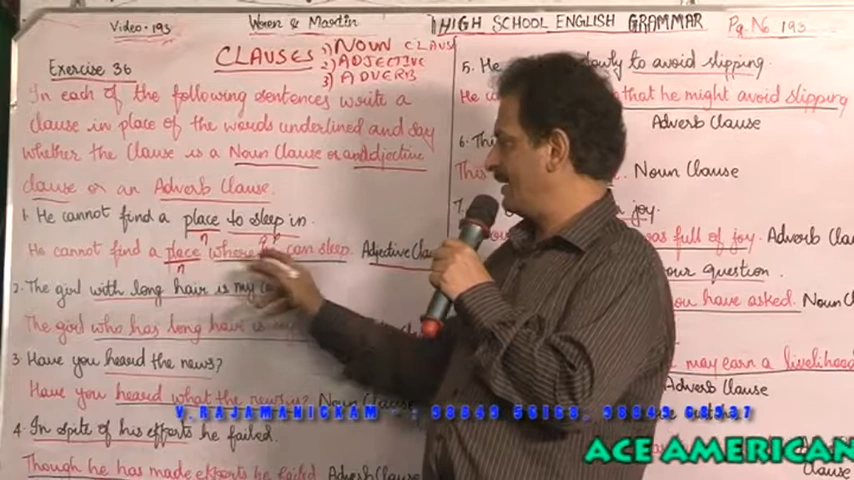 Video - 193
Wren & Martin
HIGH SCHOOL ENGLISH GRAMMAR
Pg. No. 193
CLAUSES
1) NOUN CLAUS
2) ADJECTIVE
3) ADVERB
Exercise 36
In each of the following sentences write a
clause in place of the words underlined and say
whether the clause is a Noun Clause or an Adjective
clause or an Adverb Clause.
1. He cannot find a place to sleep in.
He cannot find a place where can sleep. Adjective Clau
2. The girl with long hair is my
The girl who has long hair is
3. Have you heard the news?
Have you heard what the news is? Noun Clause
4. In spite of his efforts he failed.
Though he has made efforts he failed Adverb Clause
5. He to avoid slipping.
He that he might avoid slipping
Adverb Clause
6. Thi
This Noun Clause
7. joy.
was full of joy. Adverb Cla
our question
you have asked. Noun
may earn a livelihood
Adverb Clause
Clause
V.RAJAMANICKAM
ACE AMERICAN